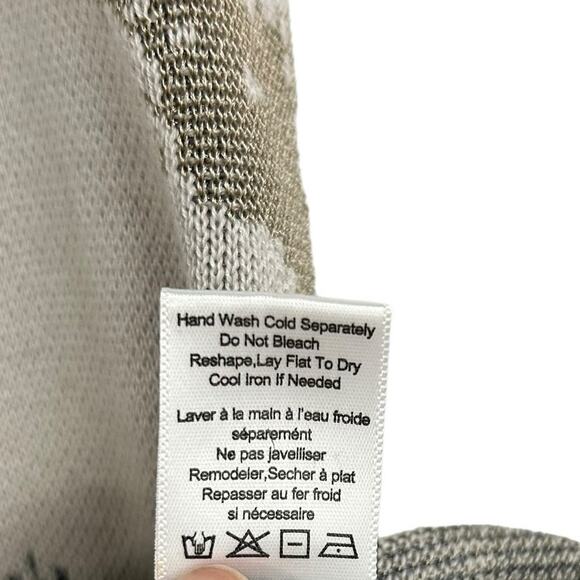 Hand Wash Cold Separately
Do Not Bleach
Reshape,Lay Flat To Dry
Cool Iron If Needed
Laver à la main à l'eau froide
séparément
Ne pas javelliser
Remodeler,Secher à plat
Repasser au fer froid
si nécessaire